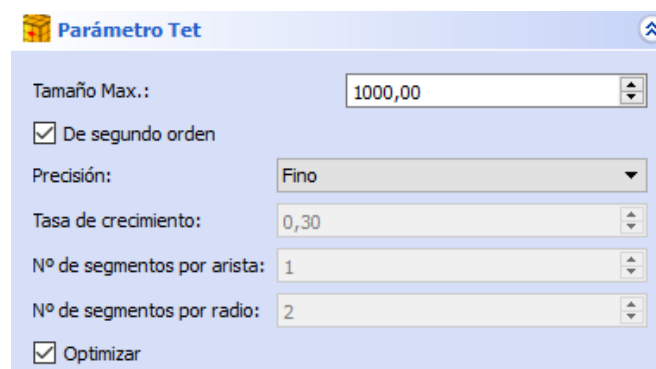 Parámetro Tet
Tamaño Max.: 1000,00
De segundo orden
Precisión: Fino
Tasa de crecimiento: 0,30
Nº de segmentos por arista: 1
Nº de segmentos por radio: 2
Optimizar